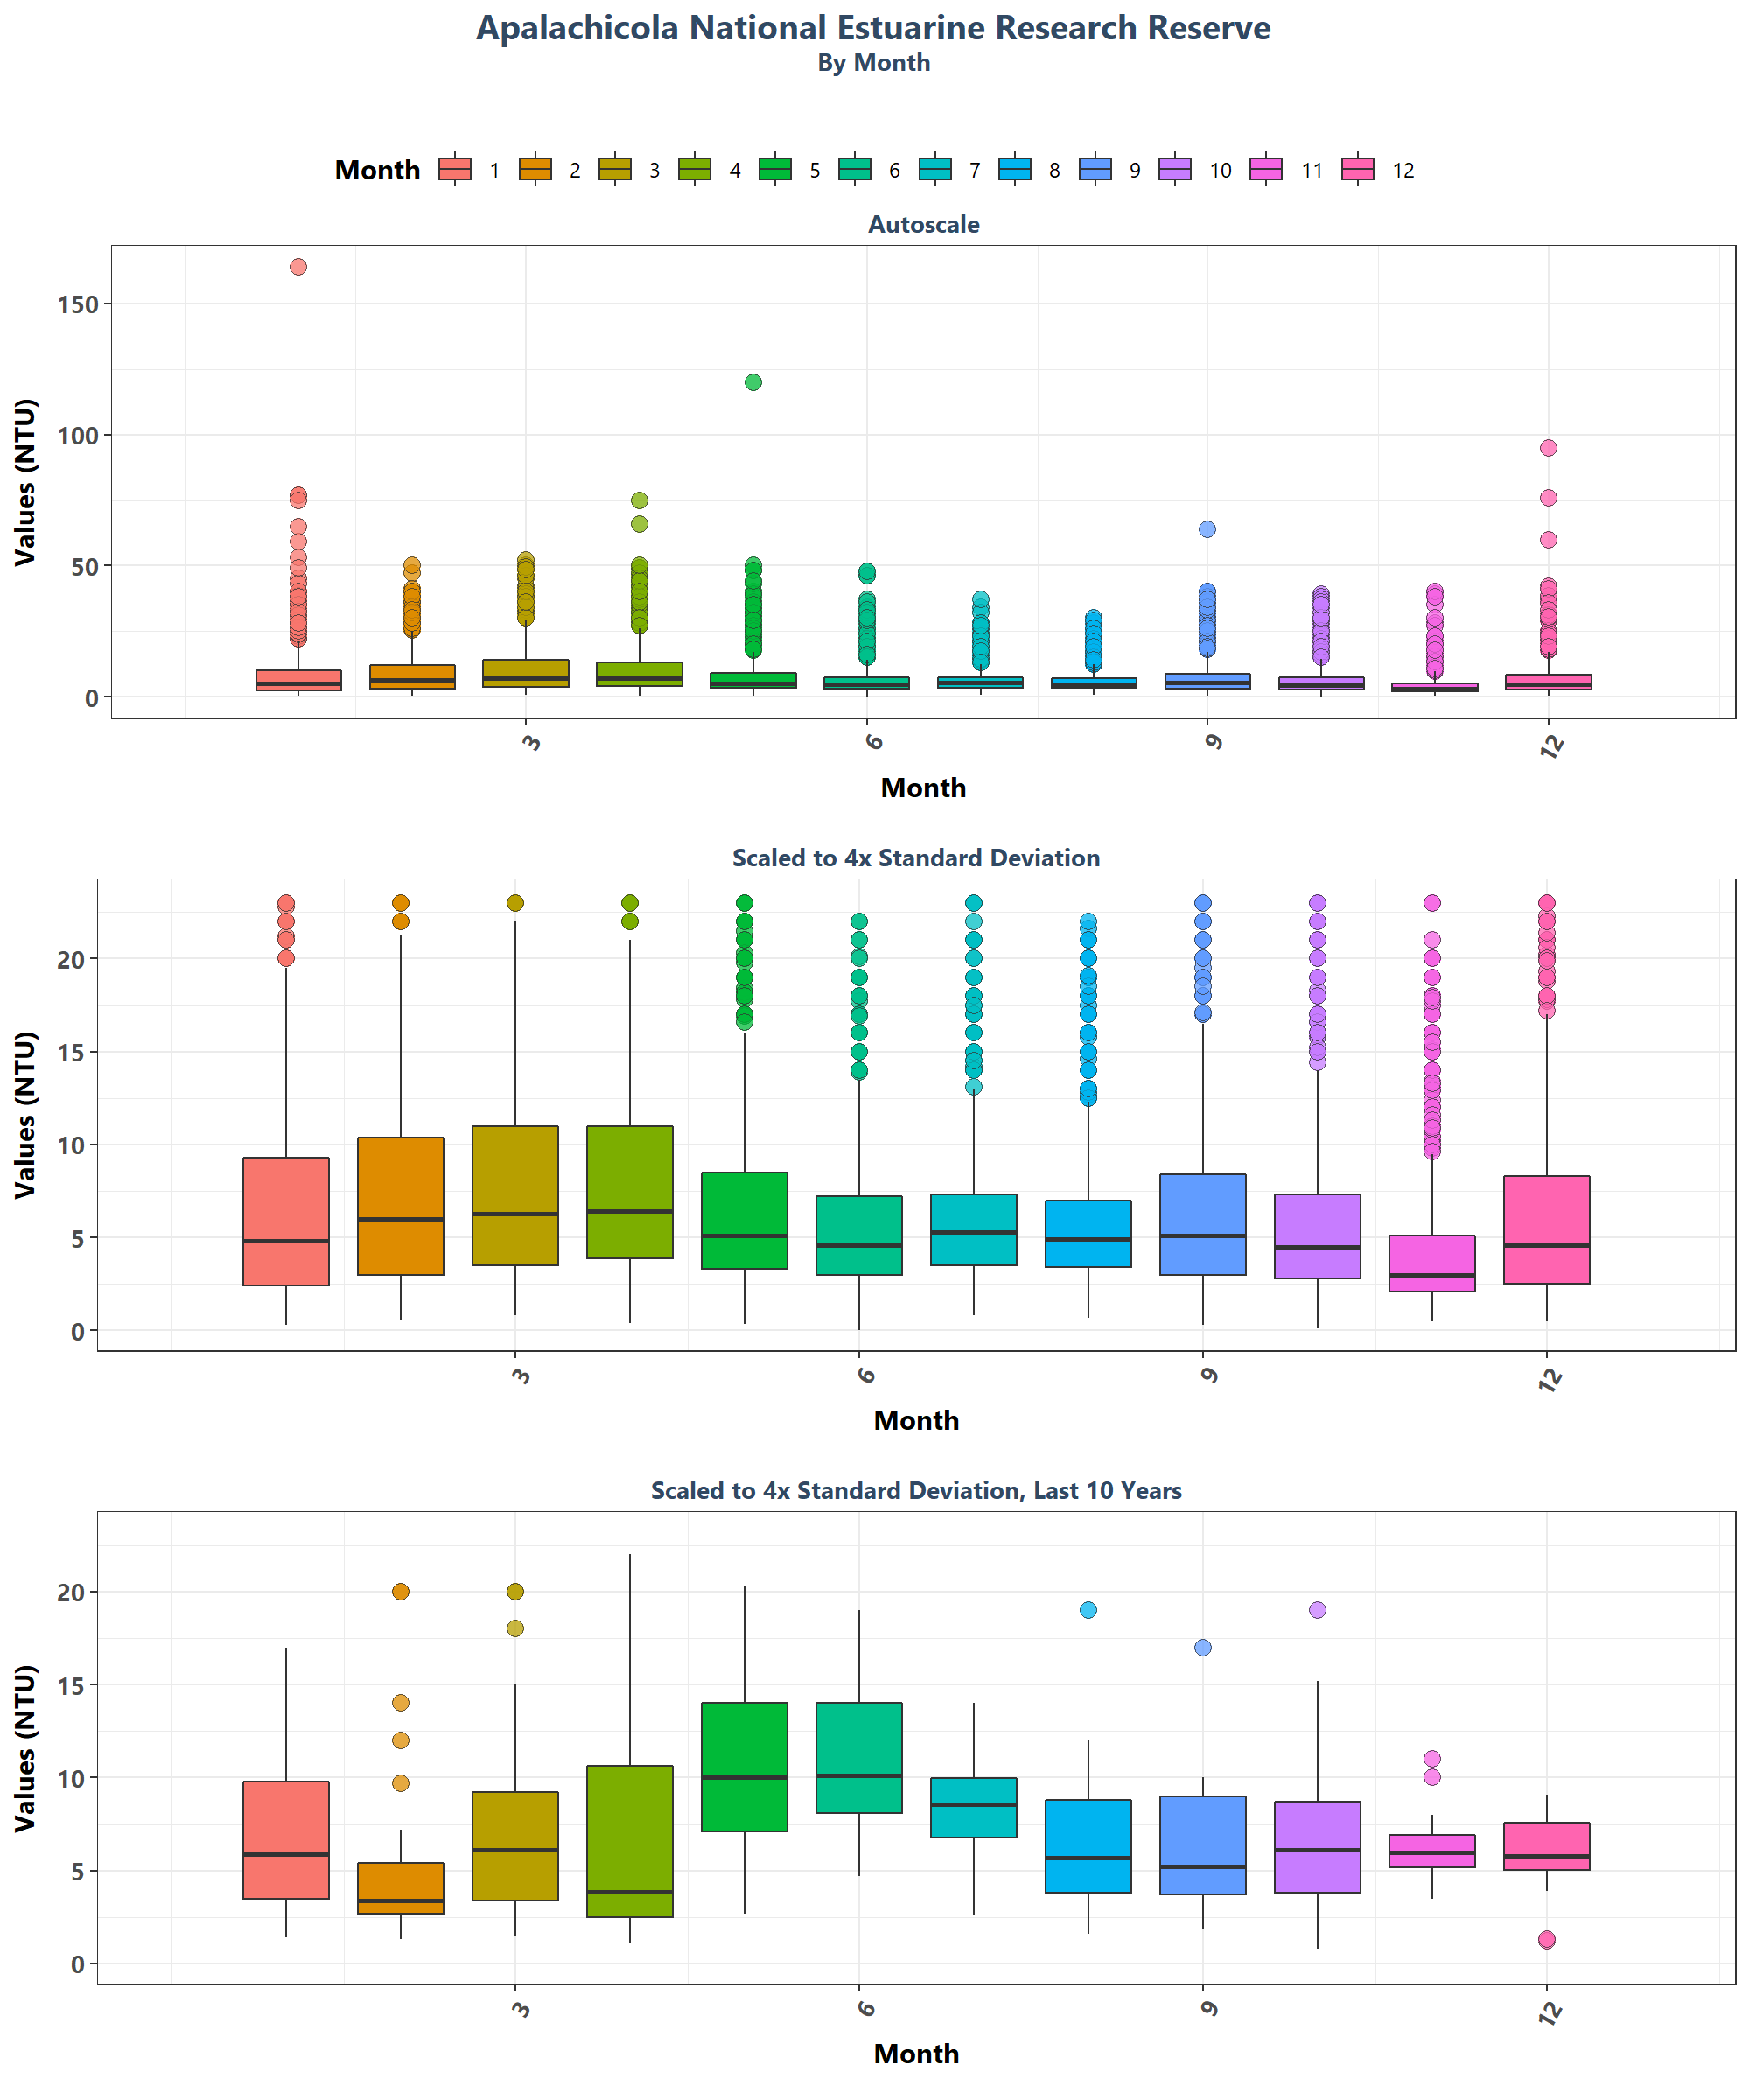 Apalachicola National Estuarine Research Reserve
By Month
Month 1 2 3 4 5 6 7 8 9 10 11 12
Autoscale
Values (NTU)
150
100
50
0
3 6 9 12
Month
Scaled to 4x Standard Deviation
Values (NTU)
20
15
10
5
0
3 6 9 12
Month
Scaled to 4x Standard Deviation, Last 10 Years
Values (NTU)
20
15
10
5
0
3 6 9 12
Month